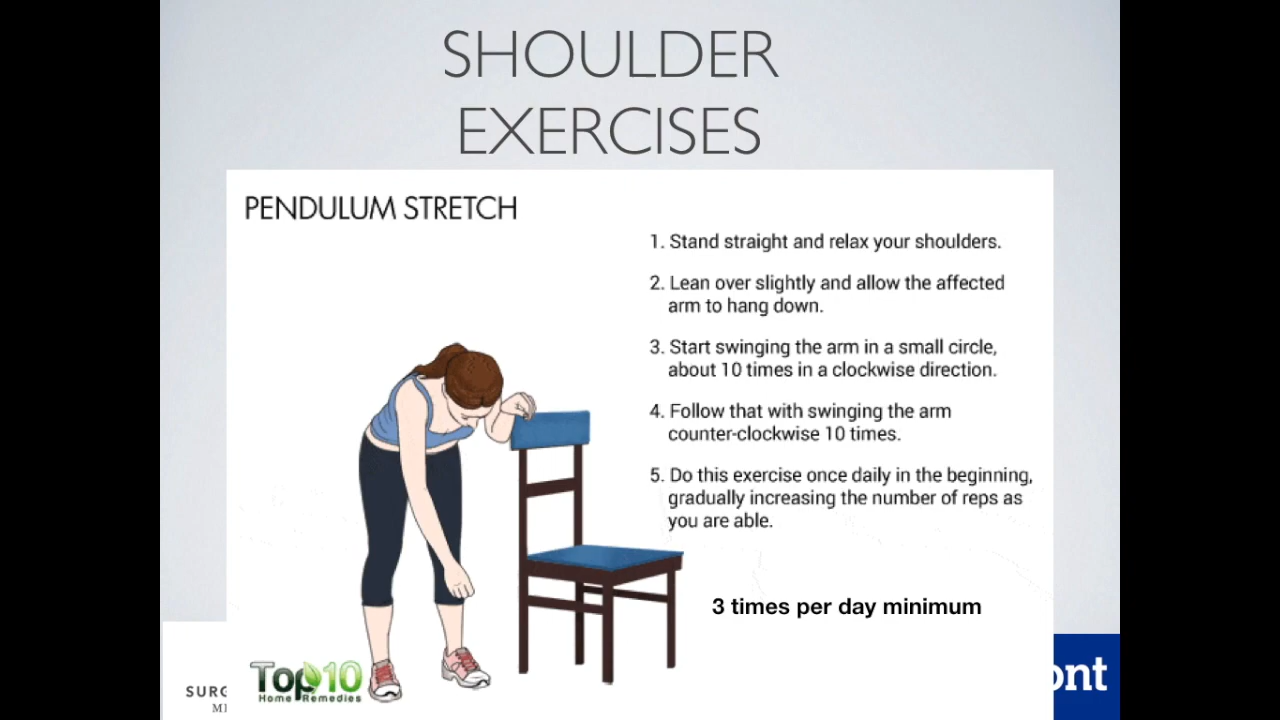 SHOULDER
EXERCISES
PENDULUM STRETCH
1. Stand straight and relax your shoulders.
2. Lean over slightly and allow the affected
arm to hang down.
3. Start swinging the arm in a small circle,
about 10 times in a clockwise direction.
4. Follow that with swinging the arm
counter-clockwise 10 times.
5. Do this exercise once daily in the beginning,
gradually increasing the number of reps as
you are able.
3 times per day minimum
Top10
Home Remedies